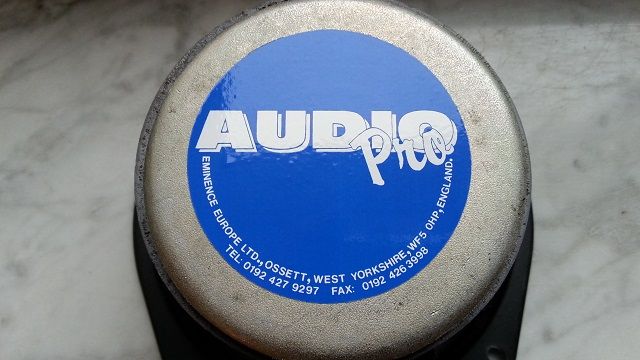 AUDIO
Pro
EMINENCE EUROPE LTD., OSSETT, WEST YORKSHIRE, WF5 0HP, ENGLAND.
TEL: 0192 427 9297 FAX: 0192 426 3998